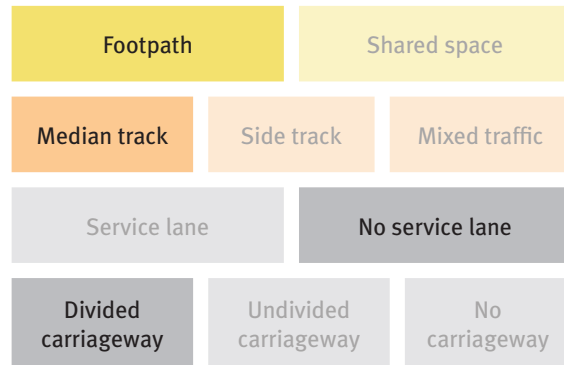 Footpath Shared space
Median track Side track Mixed traffic
Service lane No service lane
Divided Undivided No
carriageway carriageway carriageway